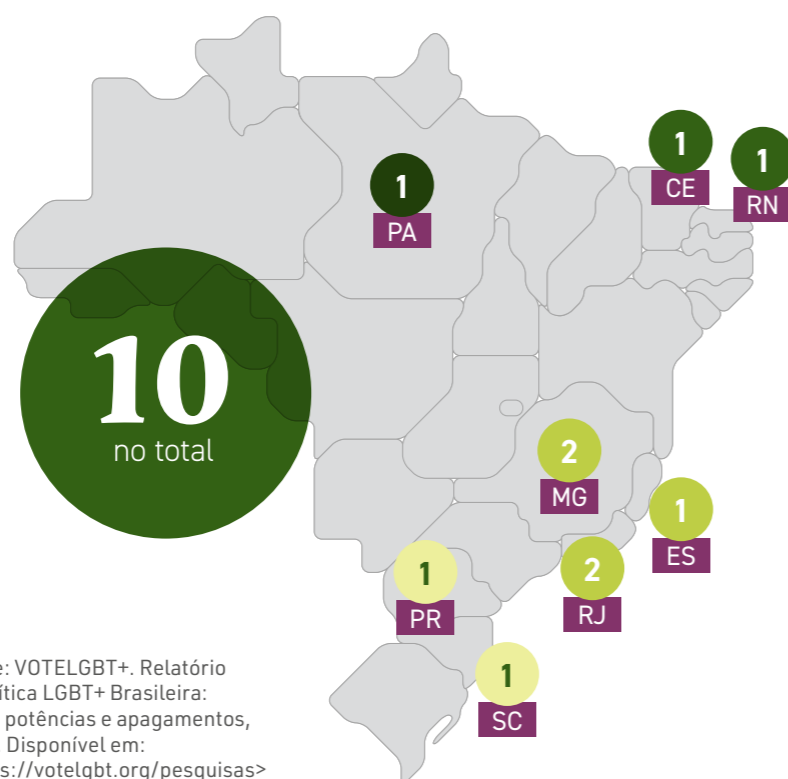 1
CE
1
RN
1
PA
10
no total
2
MG
1
ES
2
RJ
1
PR
1
SC
: VOTELGBT+. Relatório
ítica LGBT+ Brasileira:
potências e apagamentos,
Disponível em:
s://votelgbt.org/pesquisas>